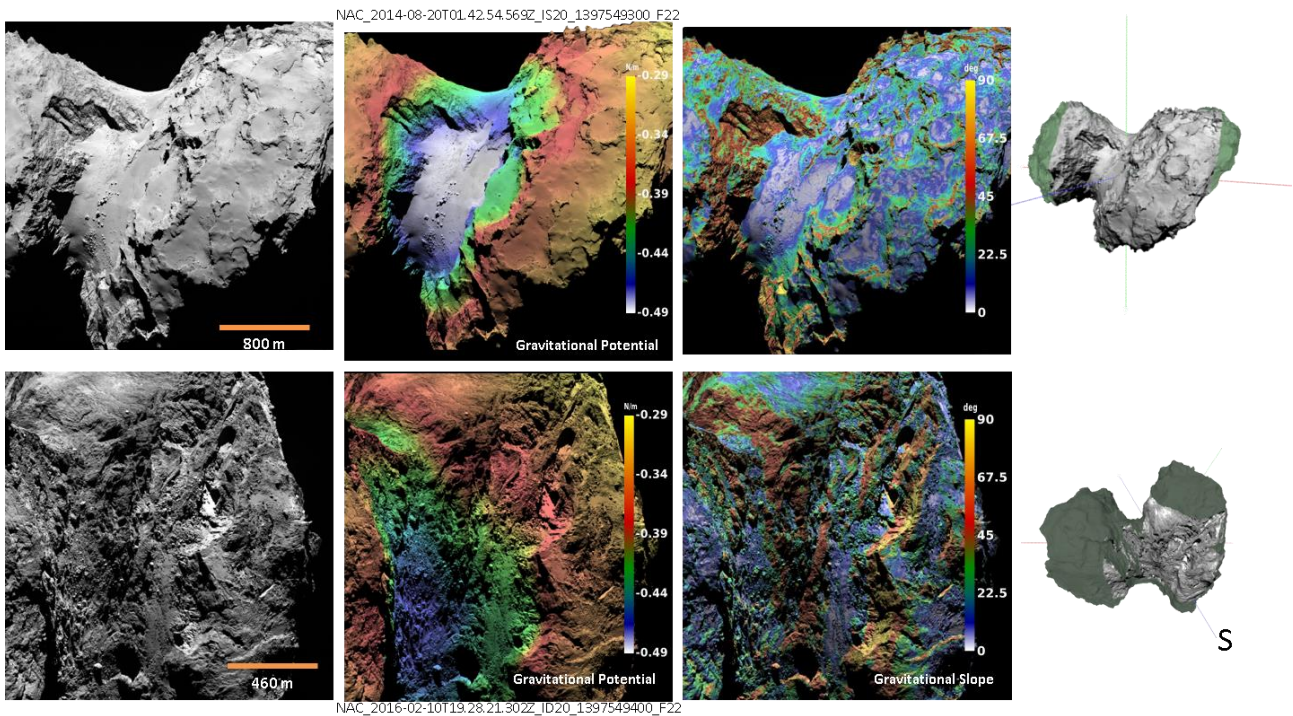 NAC_2014-08-20T01.42.54.569Z_IS20_1397549300_F22
N/m
-0.29
-0.34
-0.39
-0.44
-0.49
deg
90
67.5
45
22.5
0
800 m
Gravitational Potential
N/m
-0.29
-0.34
-0.39
-0.44
-0.49
deg
90
67.5
45
22.5
0
S
460 m
Gravitational Potential
Gravitational Slope
NAC_2016-02-10T19.28.21.302Z_ID20_1397549400_F22